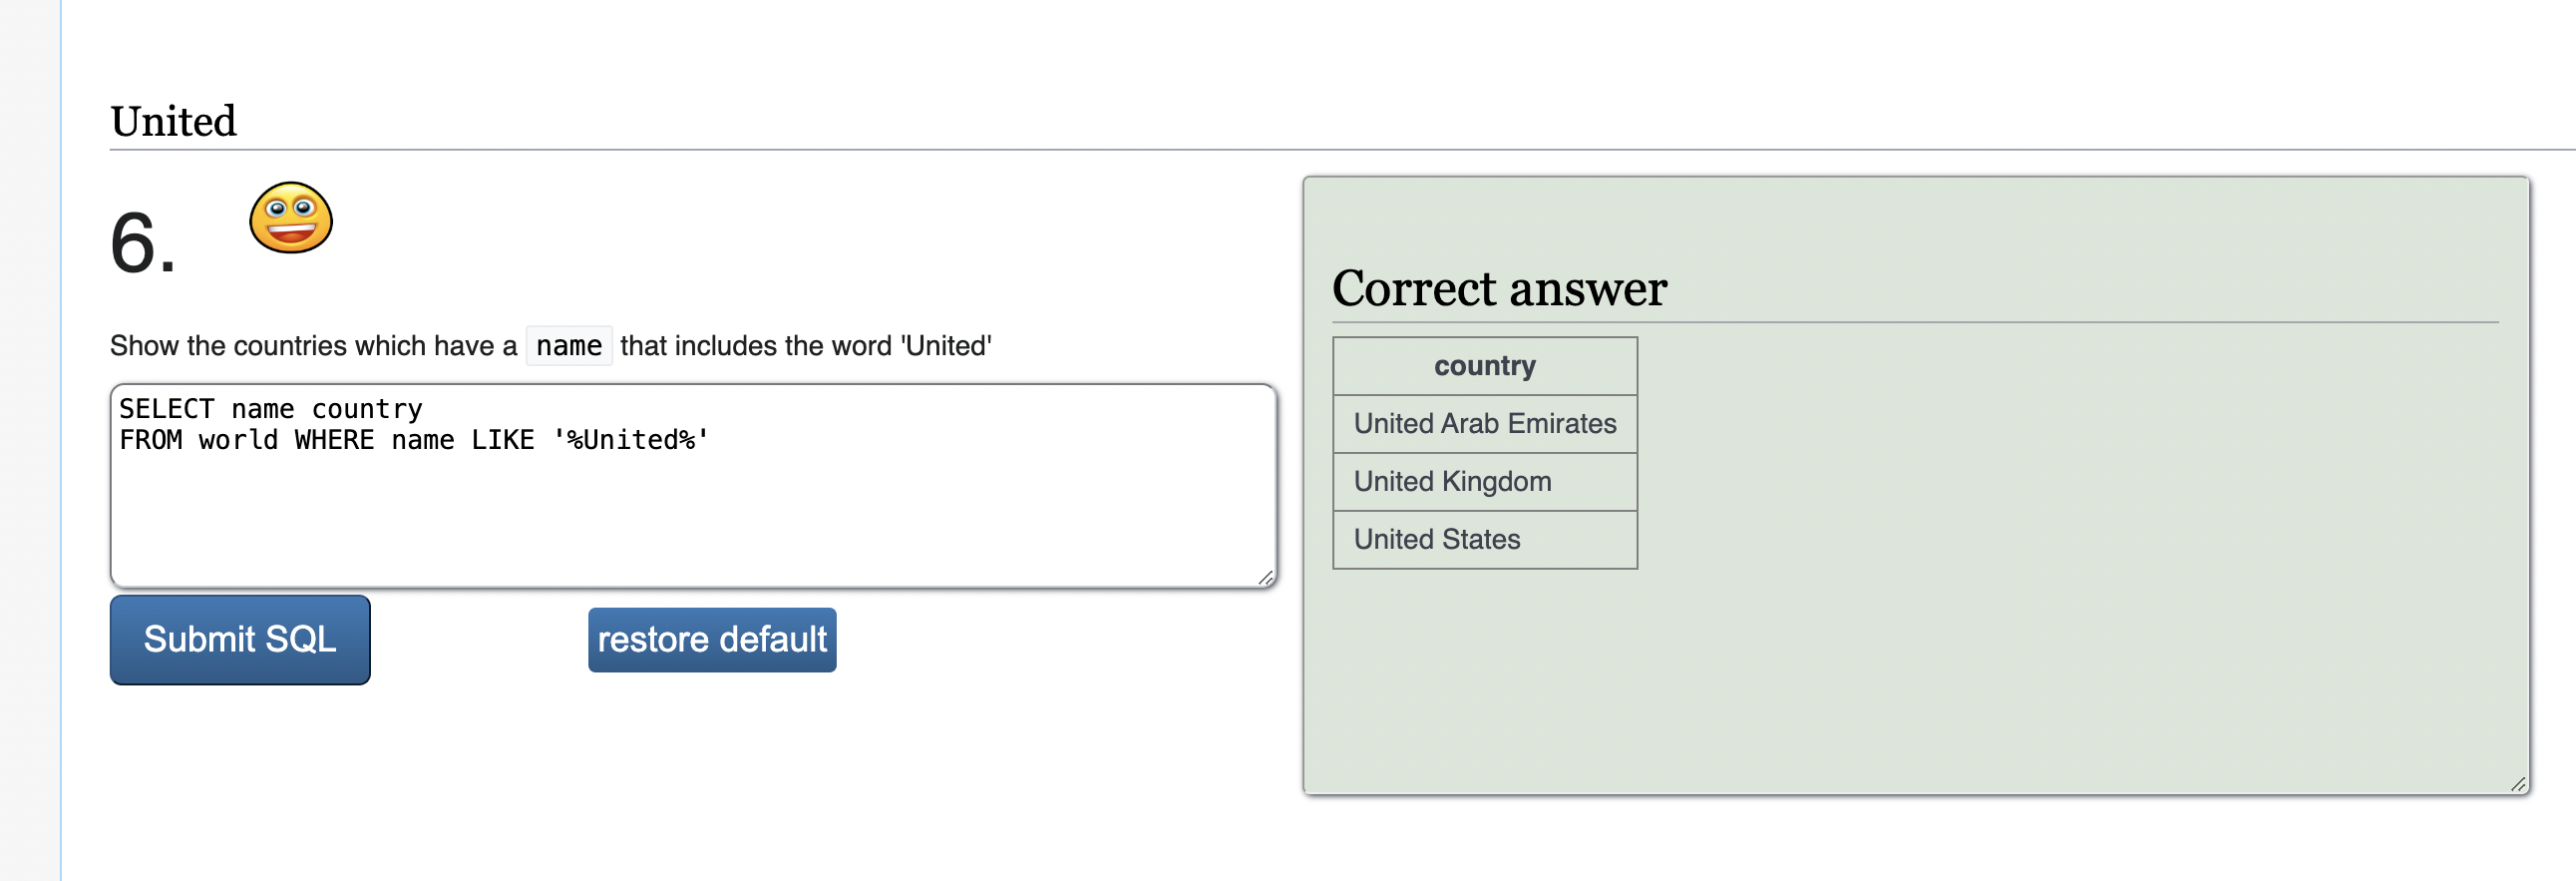 United
6.
Show the countries which have a name that includes the word 'United'
SELECT name country
FROM world WHERE name LIKE '%United%'
Submit SQL
restore default
Correct answer
country
United Arab Emirates
United Kingdom
United States